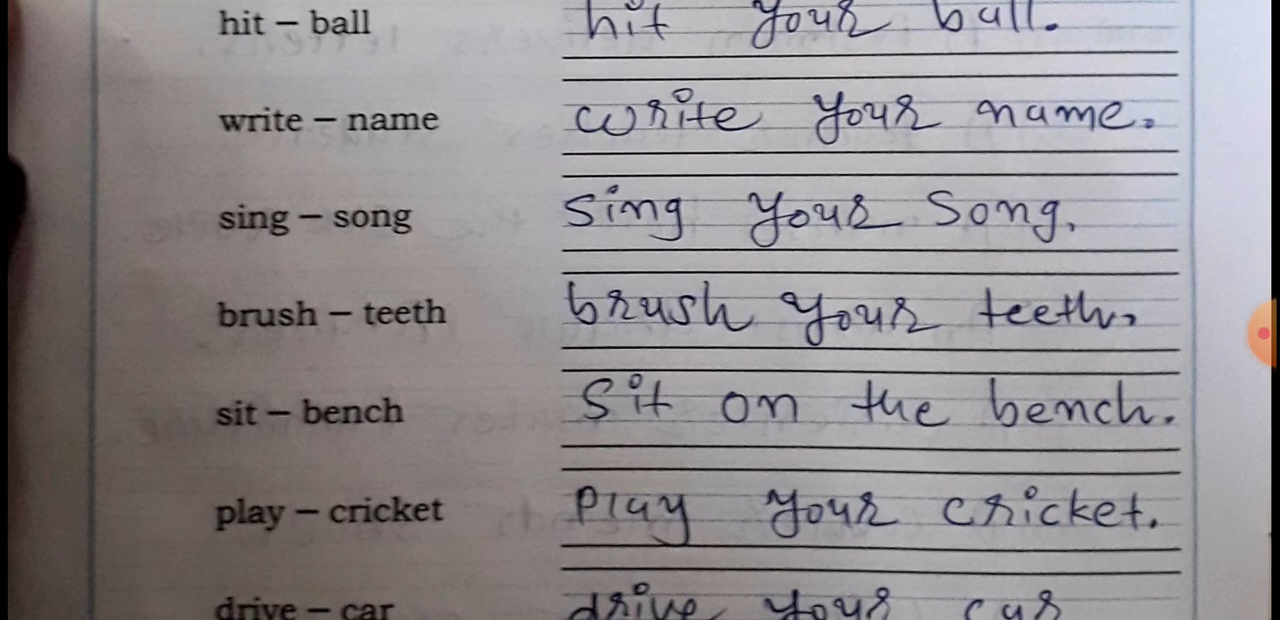 hit – ball hit your ball.
write – name write your name.
sing – song sing your song.
brush – teeth brush your teeth.
sit – bench Sit on the bench.
play – cricket Play your cricket.
drive – car drive your car